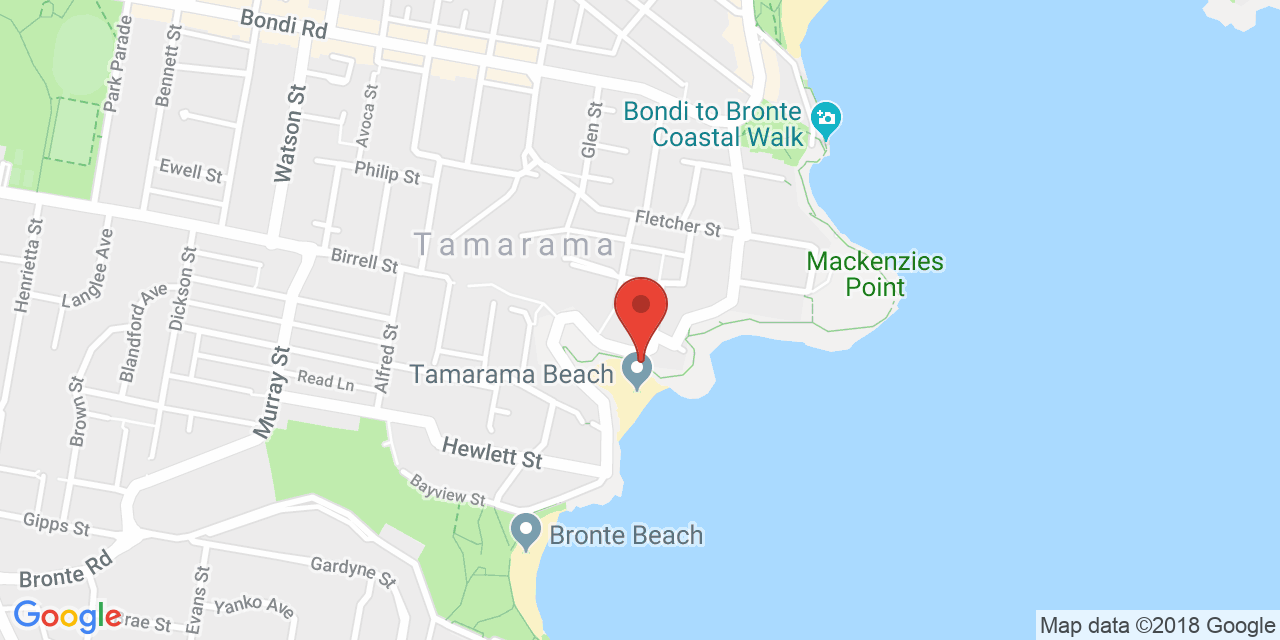 Bondi Rd
Park Parade
Bennett St
Watson St
Avoca St
Glen St
Bondi to Bronte
Coastal Walk
Ewell St
Philip St
Fletcher St
Tamarama
Birrell St
Mackenzies
Point
Henrietta St
Langlee Ave
Dickson St
Blandford Ave
Alfred St
Tamarama Beach
Read Ln
Murray St
Brown St
Hewlett St
Bayview St
Gipps St
Bronte Beach
Bronte Rd
Gardyne St
Evans St
Yanko Ave
rae St
Google
Map data ©2018 Google